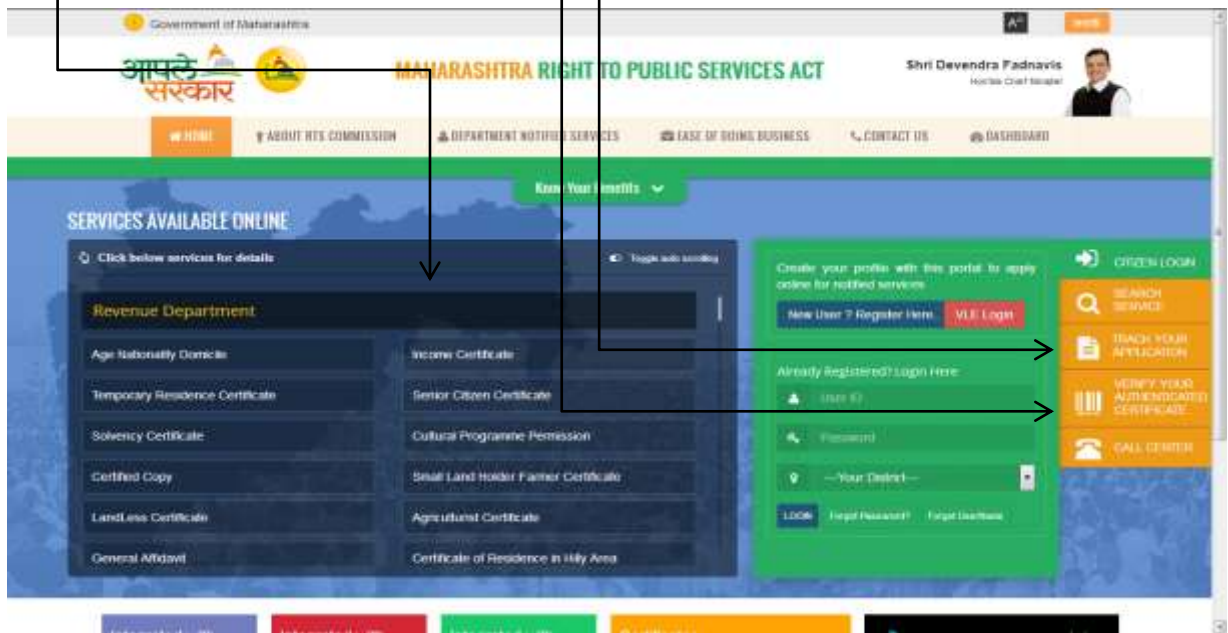 Government of Maharashtra
A
आपले
सरकार
MAHARASHTRA RIGHT TO PUBLIC SERVICES ACT
Shri Devendra Fadnavis
Hon'ble Chief Minister
HOME ABOUT RTS COMMISSION DEPARTMENT NOTIFIED SERVICES EASE OF DOING BUSINESS CONTACT US DASHBOARD
Know Your Benefits
SERVICES AVAILABLE ONLINE
Click below services for details
Toggle auto scrolling
Revenue Department
Age Nationality Domicile
Income Certificate
Temporary Residence Certificate
Senior Citizen Certificate
Solvency Certificate
Cultural Programme Permission
Certified Copy
Small Land Holder Farmer Certificate
LandLess Certificate
Agriculturist Certificate
General Affidavit
Certificate of Residence in Hilly Area
Create your profile with this portal to apply
online for notified services
New User ? Register Here
VLE Login
Already Registered? Login Here
User ID
Password
---Your District---
LOGIN
Forgot Password?
Forgot Username
CITIZEN LOGIN
SEARCH
SERVICE
TRACK YOUR
APPLICATION
VERIFY YOUR
AUTHENTICATED
CERTIFICATE
CALL CENTER